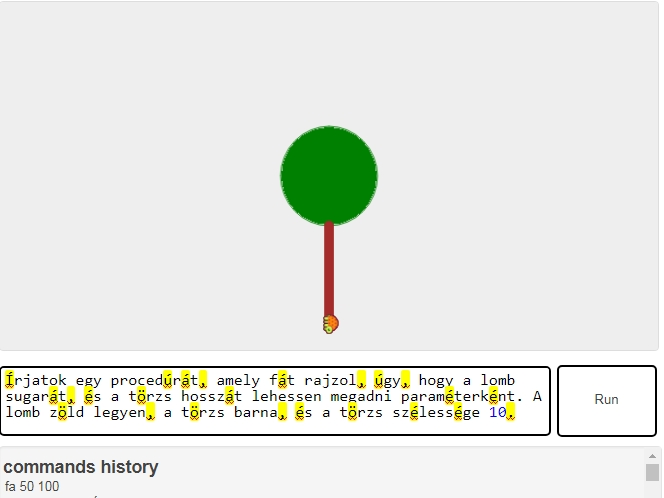 Írjatok egy procedúrát, amely fát rajzol, úgy, hogy a lomb
sugarát, és a törzs hosszát lehessen megadni paraméterként. A
lomb zöld legyen, a törzs barna, és a törzs szélessége 10.
Run
commands history
fa 50 100